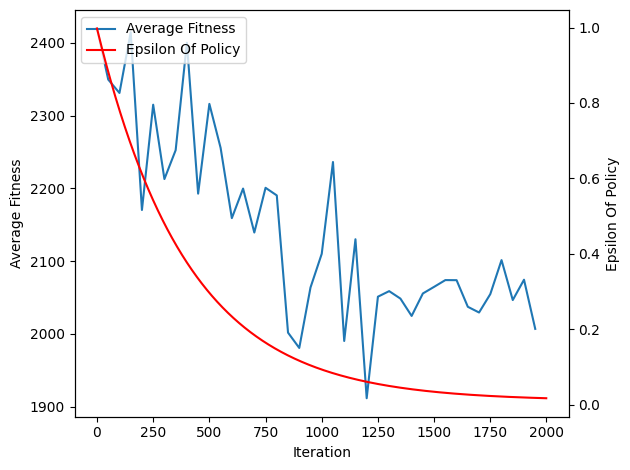 Average Fitness
Epsilon Of Policy
2400
2300
2200
2100
2000
1900
Average Fitness
1.0
0.8
0.6
0.4
0.2
0.0
Epsilon Of Policy
0 250 500 750 1000 1250 1500 1750 2000
Iteration